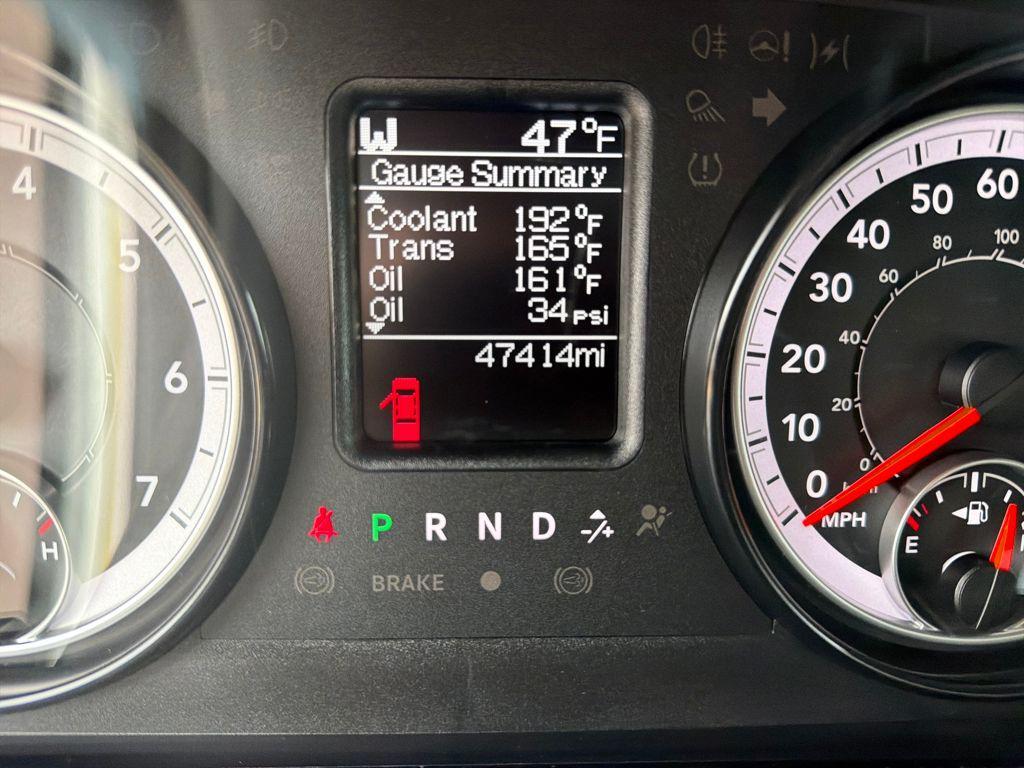 W 47°F
Gauge Summary
Coolant 192°F
Trans 165°F
Oil 161°F
Oil 34 PSI
47414mi
P R N D -/+
BRAKE
4
5
6
7
H
0
10
20
30
40
50
60
MPH
0
20
40
60
80
100
E